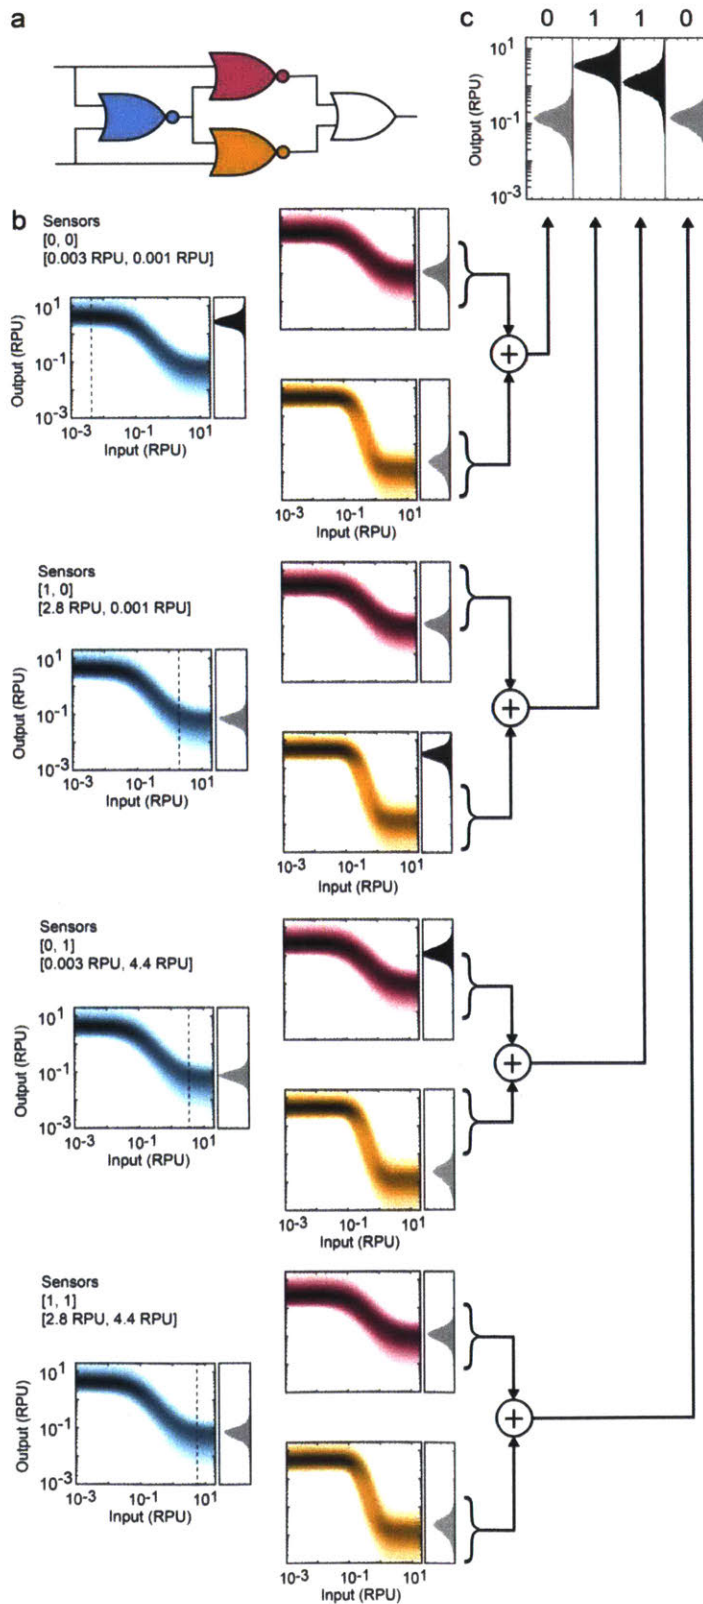 a
c
0 1 1 0
Output (RPU)
10^1
10^-1
10^-3
b
Sensors
[0, 0]
[0.003 RPU, 0.001 RPU]
Output (RPU)
10^1
10^-1
10^-3
10^-3 10^-1 10^1
Input (RPU)
+
10^-3 10^-1 10^1
Input (RPU)
Sensors
[1, 0]
[2.8 RPU, 0.001 RPU]
Output (RPU)
10^1
10^-1
10^-3
10^-3 10^-1 10^1
Input (RPU)
+
10^-3 10^-1 10^1
Input (RPU)
Sensors
[0, 1]
[0.003 RPU, 4.4 RPU]
Output (RPU)
10^1
10^-1
10^-3
10^-3 10^-1 10^1
Input (RPU)
+
10^-3 10^-1 10^1
Input (RPU)
Sensors
[1, 1]
[2.8 RPU, 4.4 RPU]
Output (RPU)
10^1
10^-1
10^-3
10^-3 10^-1 10^1
Input (RPU)
+
10^-3 10^-1 10^1
Input (RPU)